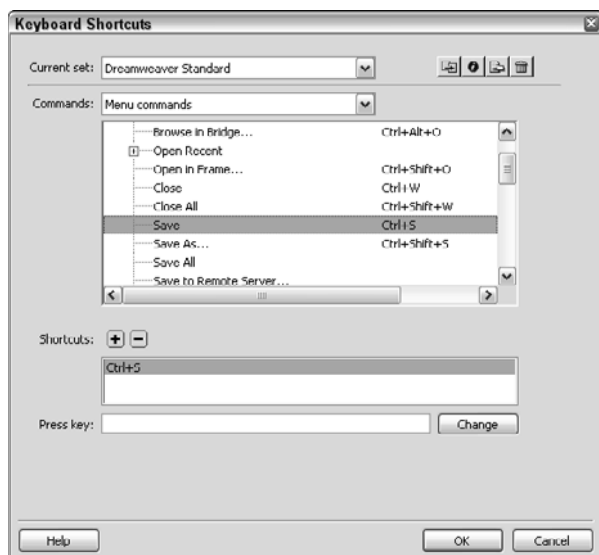 Keyboard Shortcuts
Current set: Dreamweaver Standard
Commands: Menu commands
Browse in Bridge... Ctrl+Alt+O
Open Recent
Open in Frame... Ctrl+Shift+O
Close Ctrl+W
Close All Ctrl+Shift+W
Save Ctrl+S
Save As... Ctrl+Shift+S
Save All
Save to Remote Server...
Shortcuts:
Ctrl+S
Press key: Change
Help OK Cancel